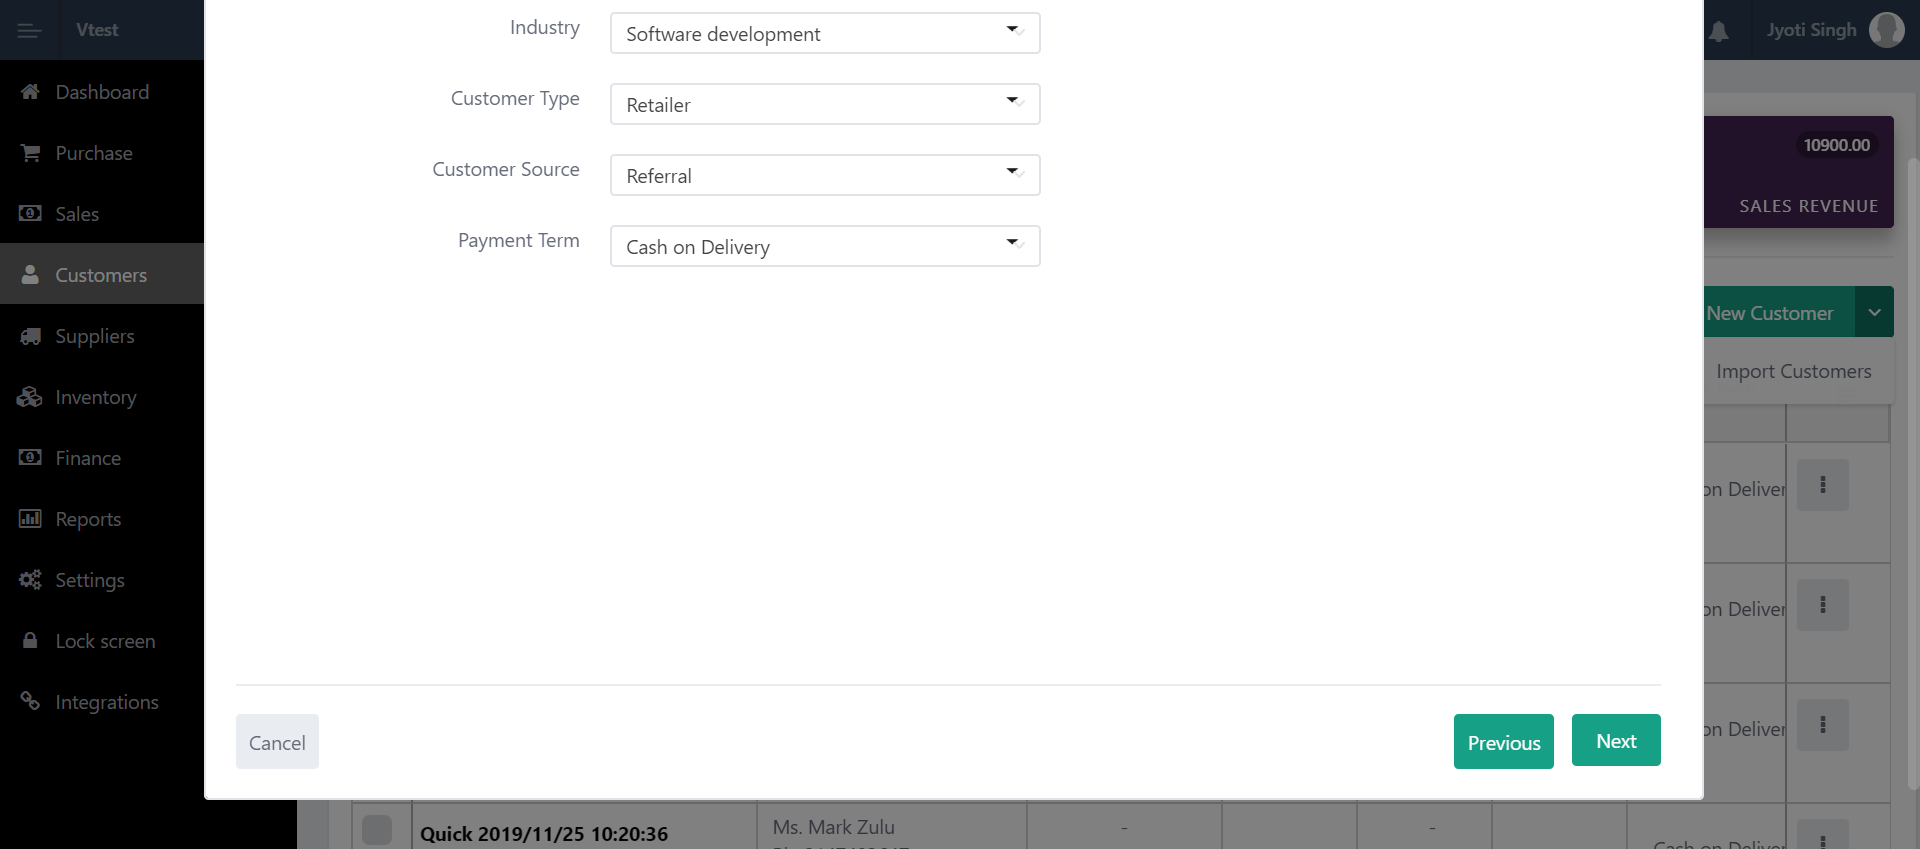 Vtest
Jyoti Singh
Dashboard
Purchase
Sales
Customers
Suppliers
Inventory
Finance
Reports
Settings
Lock screen
Integrations
Industry
Software development
Customer Type
Retailer
Customer Source
Referral
Payment Term
Cash on Delivery
Cancel
Previous
Next
10900.00
SALES REVENUE
New Customer
Import Customers
on Deliver
on Deliver
on Deliver
Quick 2019/11/25 10:20:36
Ms. Mark Zulu
-
-
Cash on Deliver